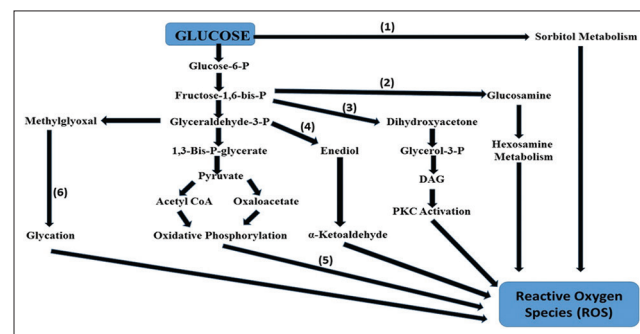 GLUCOSE
(1)
Sorbitol Metabolism
Glucose-6-P
(2)
Fructose-1,6-bis-P
Glucosamine
(3)
Methylglyoxal
Glyceraldehyde-3-P
(4)
Dihydroxyacetone
1,3-Bis-P-glycerate
Enediol
Glycerol-3-P
Hexosamine
Metabolism
Pyruvate
DAG
(6)
Acetyl CoA
Oxaloacetate
PKC Activation
Glycation
Oxidative Phosphorylation
α-Ketoaldehyde
(5)
Reactive Oxygen
Species (ROS)